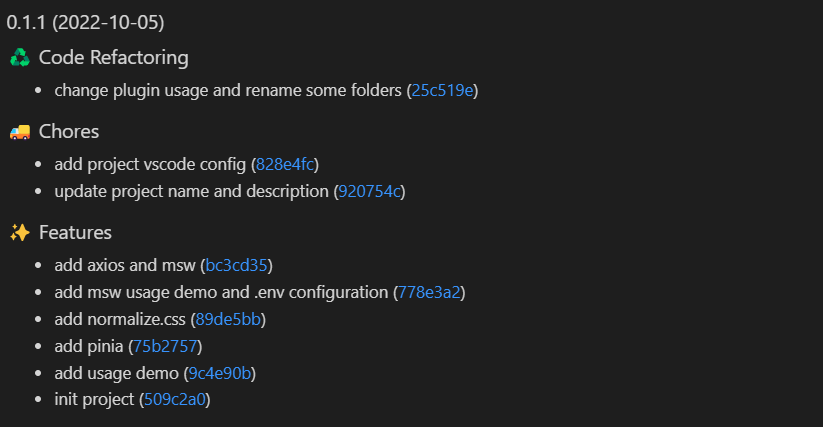 0.1.1 (2022-10-05)
♻️ Code Refactoring
• change plugin usage and rename some folders (25c519e)
🚚 Chores
• add project vscode config (828e4fc)
• update project name and description (920754c)
✨ Features
• add axios and msw (bc3cd35)
• add msw usage demo and .env configuration (778e3a2)
• add normalize.css (89de5bb)
• add pinia (75b2757)
• add usage demo (9c4e90b)
• init project (509c2a0)